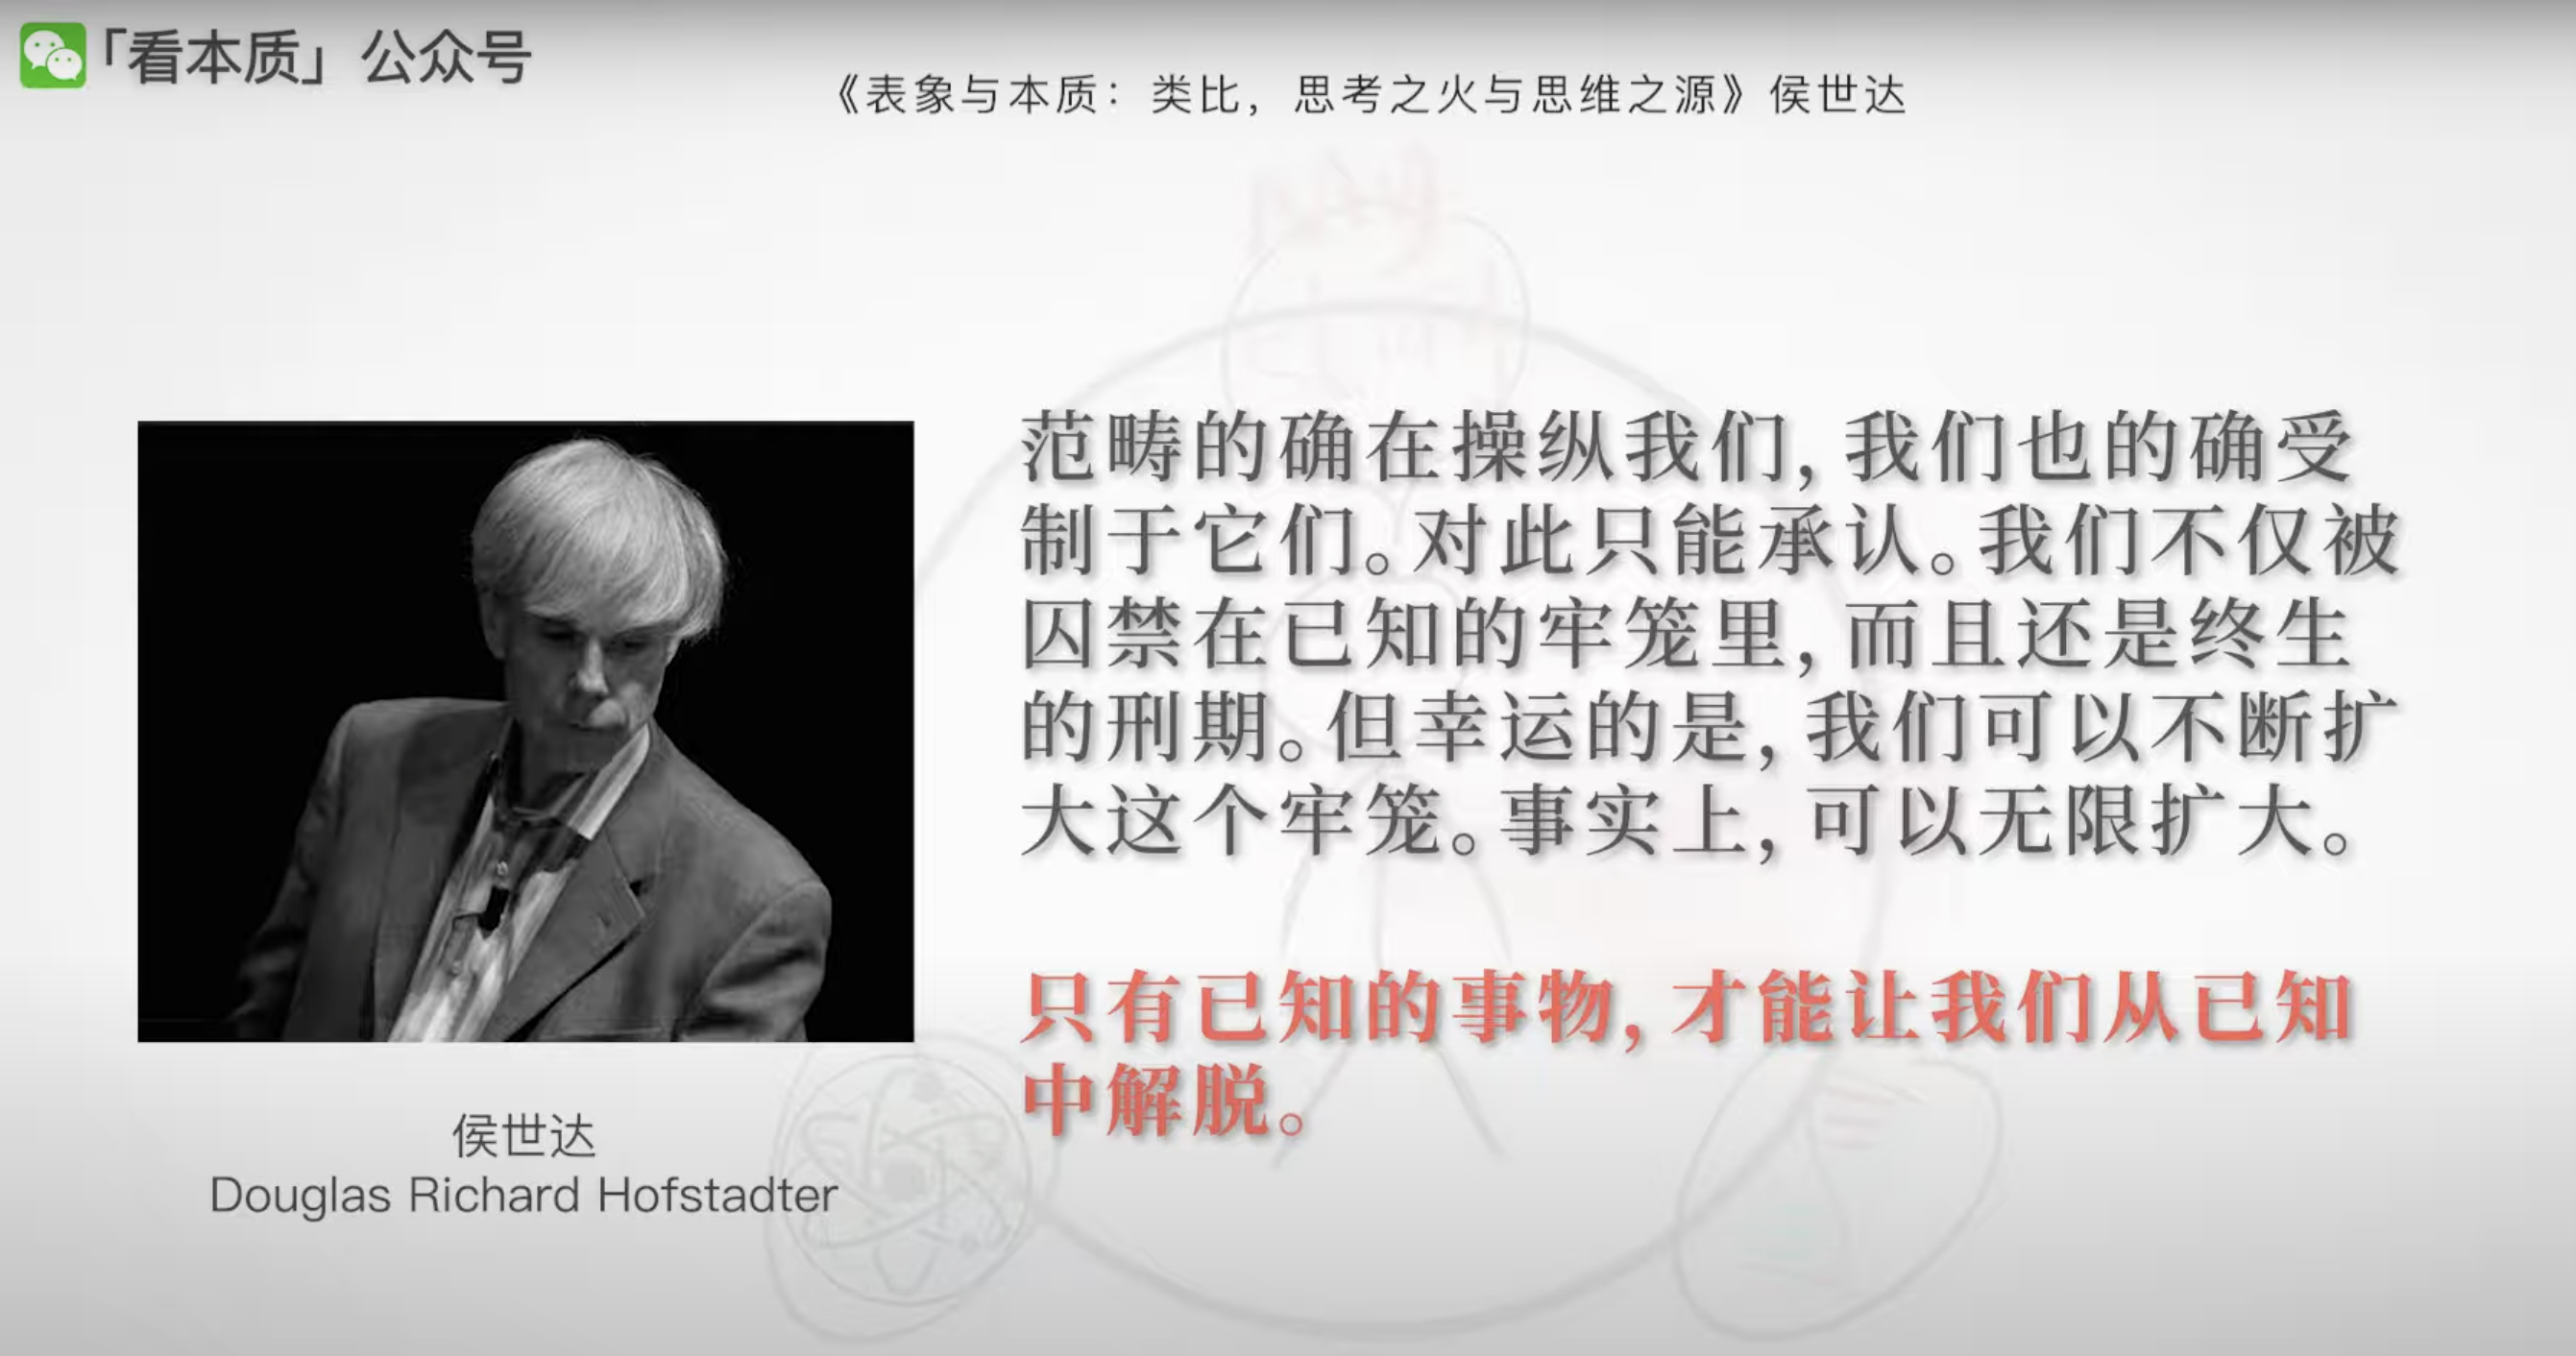 「看本质」公众号
《表象与本质：类比，思考之火与思维之源》侯世达
范畴的确在操纵我们，我们也的确受
制于它们。对此只能承认。我们不仅被
囚禁在已知的牢笼里，而且还是终生
的刑期。但幸运的是，我们可以不断扩
大这个牢笼。事实上，可以无限扩大。
只有已知的事物，才能让我们从已知
中解脱。
侯世达
Douglas Richard Hofstadter